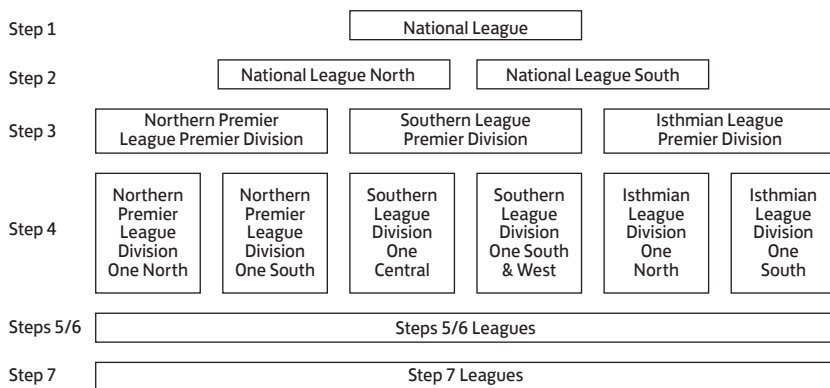 Step 1
National League
Step 2
National League North
National League South
Step 3
Northern Premier
League Premier Division
Southern League
Premier Division
Isthmian League
Premier Division
Step 4
Northern
Premier
League
Division
One North
Northern
Premier
League
Division
One South
Southern
League
Division
One
Central
Southern
League
Division
One South
& West
Isthmian
League
Division
One
North
Isthmian
League
Division
One
South
Steps 5/6
Steps 5/6 Leagues
Step 7
Step 7 Leagues